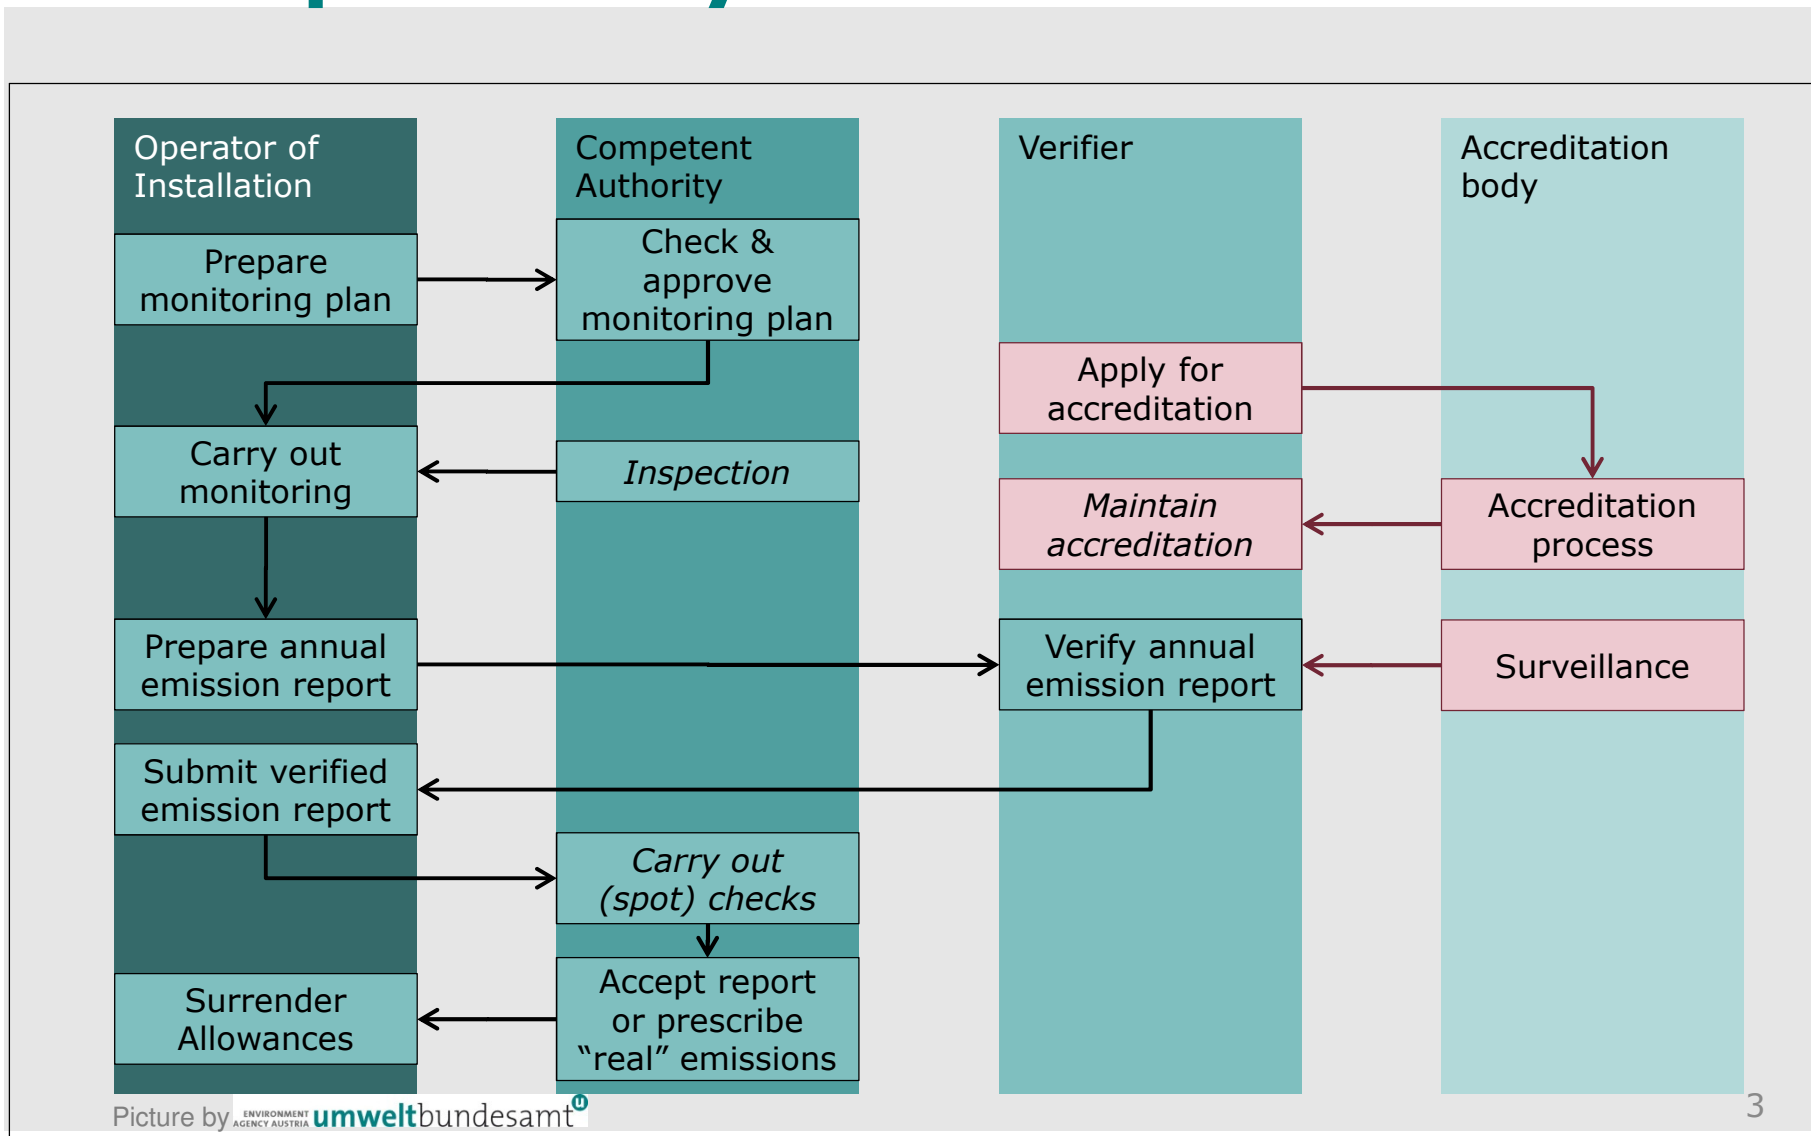 Operator of
Installation
Competent
Authority
Verifier
Accreditation
body
Prepare
monitoring plan
Check &
approve
monitoring plan
Apply for
accreditation
Carry out
monitoring
Inspection
Maintain
accreditation
Accreditation
process
Prepare annual
emission report
Verify annual
emission report
Surveillance
Submit verified
emission report
Carry out
(spot) checks
Surrender
Allowances
Accept report
or prescribe
“real” emissions
Picture by ENVIRONMENT AGENCY AUSTRIA umweltbundesamt
3